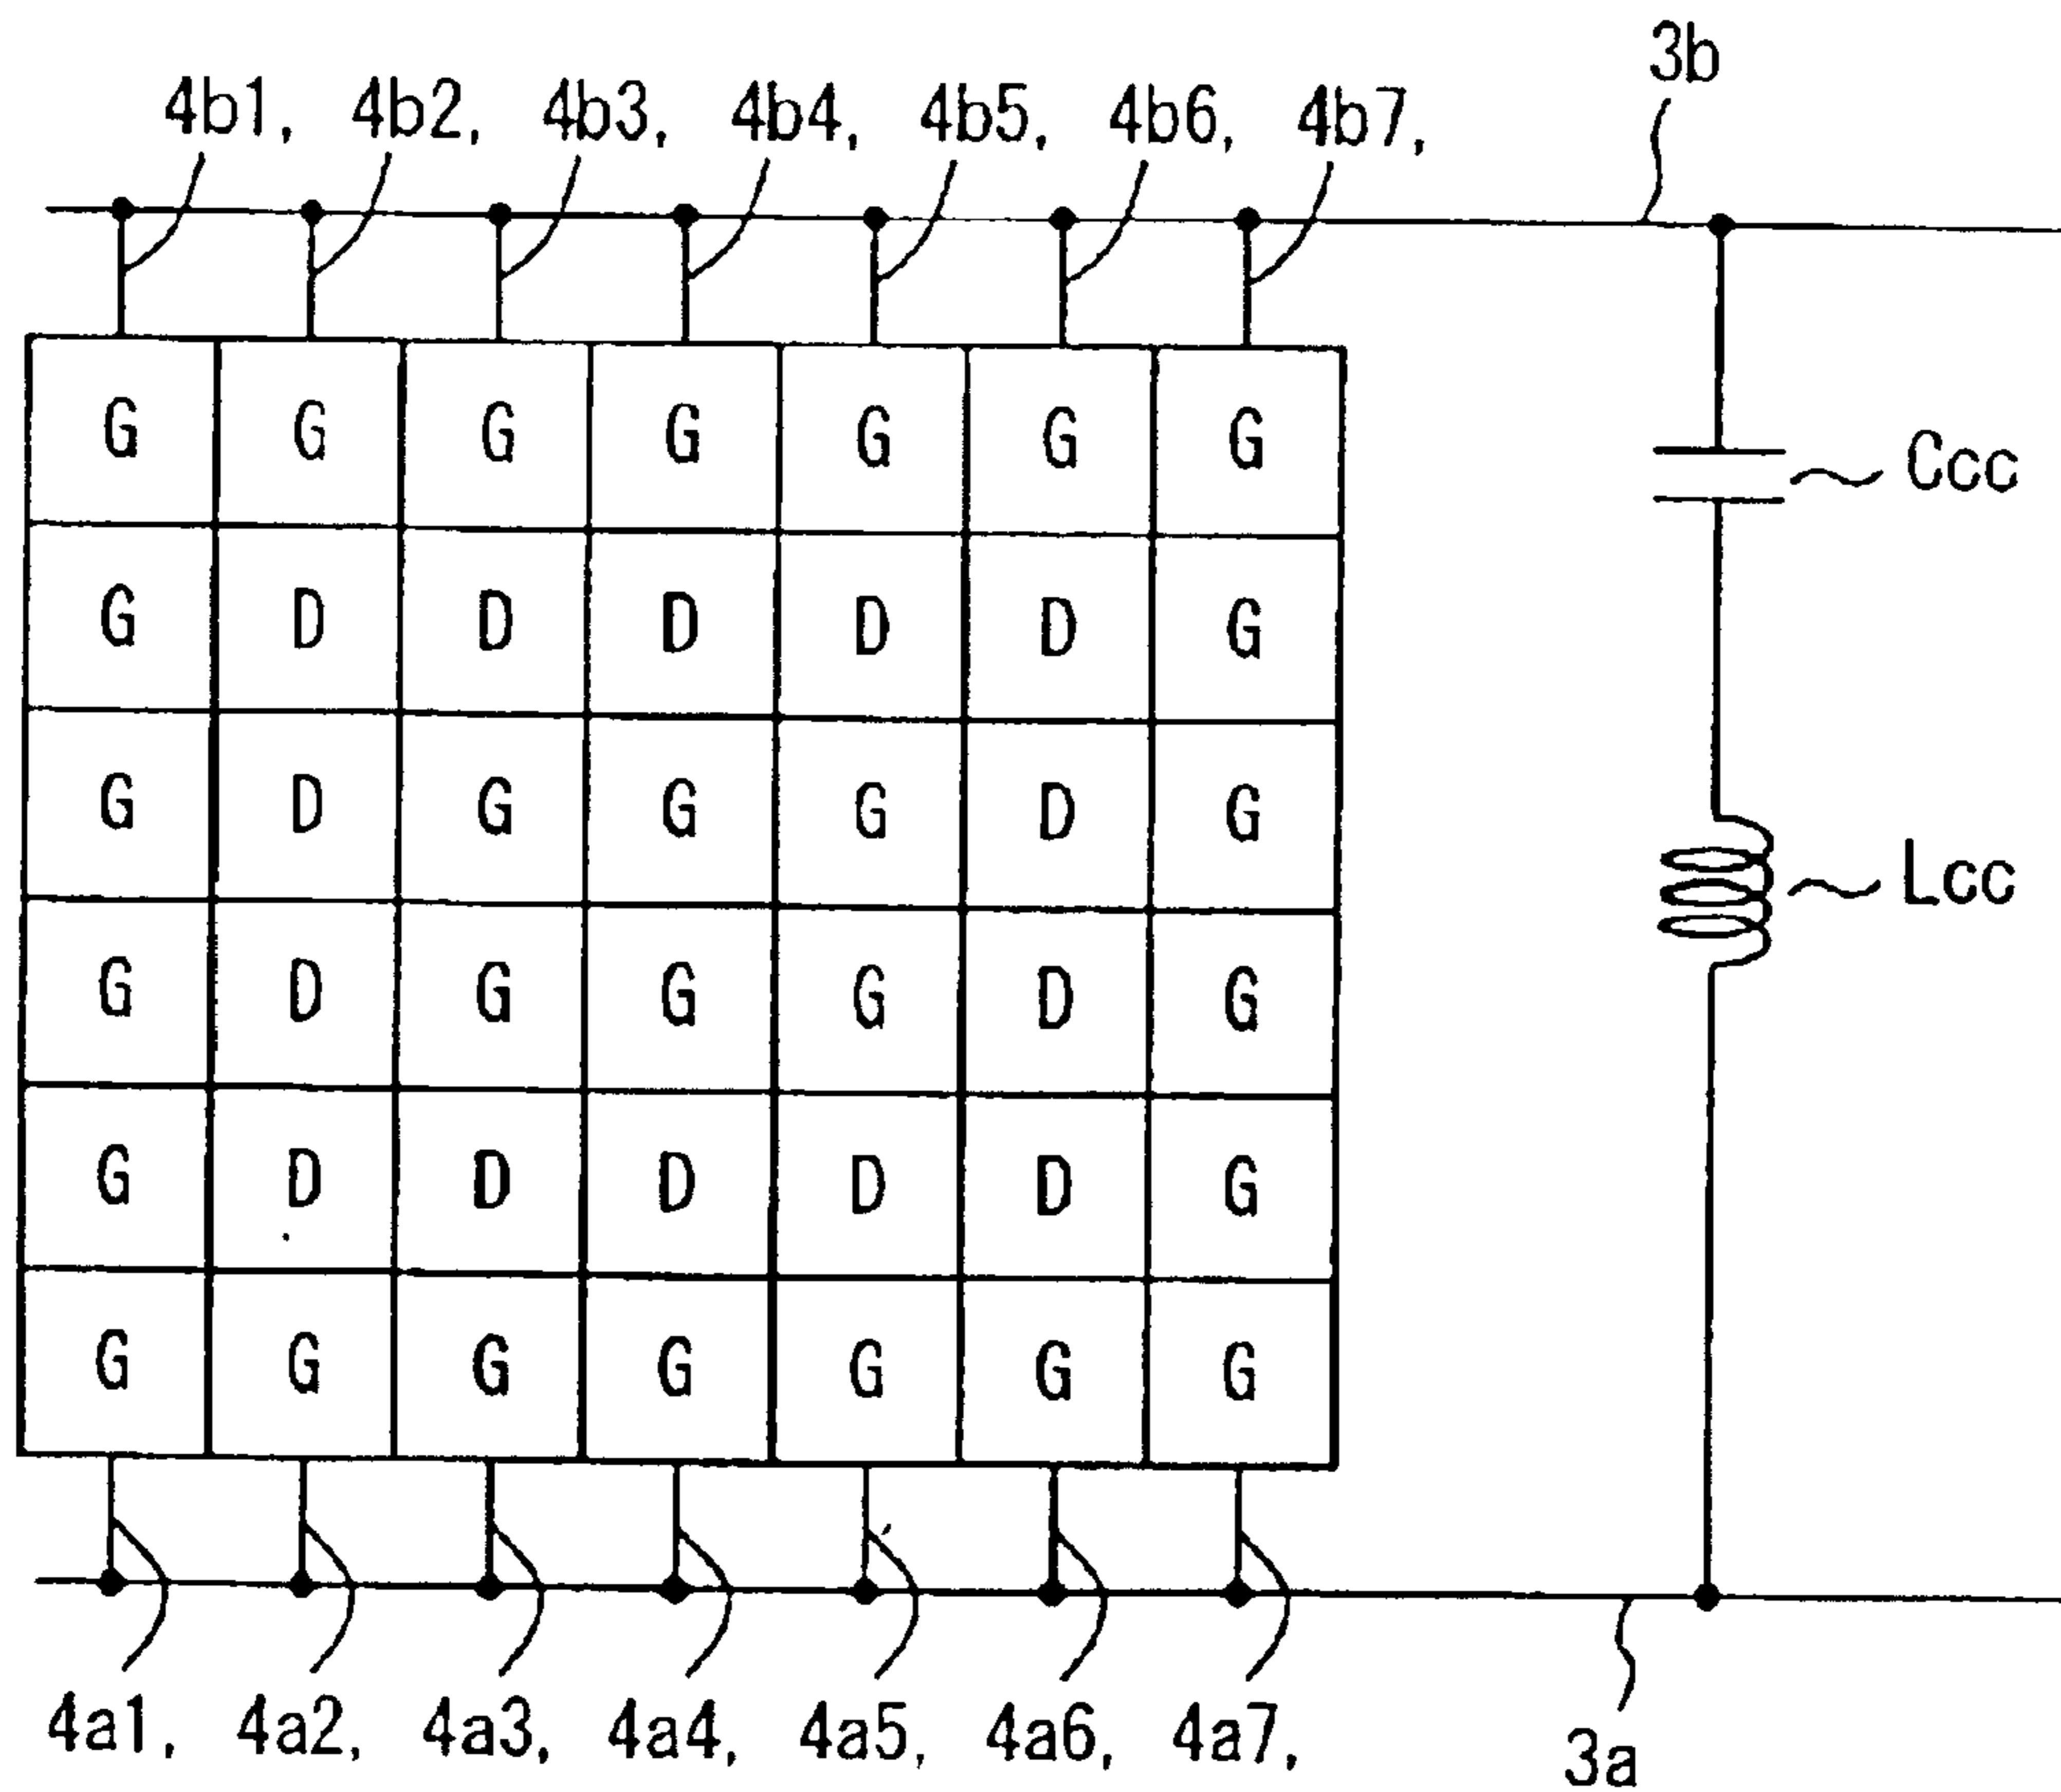 3b
4b1, 4b2, 4b3, 4b4, 4b5, 4b6, 4b7,
G G G G G G G
Ccc
G D D D D D G
G D G G G D G
Lcc
G D G G G D G
G D D D D D G
G G G G G G G
4a1, 4a2, 4a3, 4a4, 4a5, 4a6, 4a7,
3a